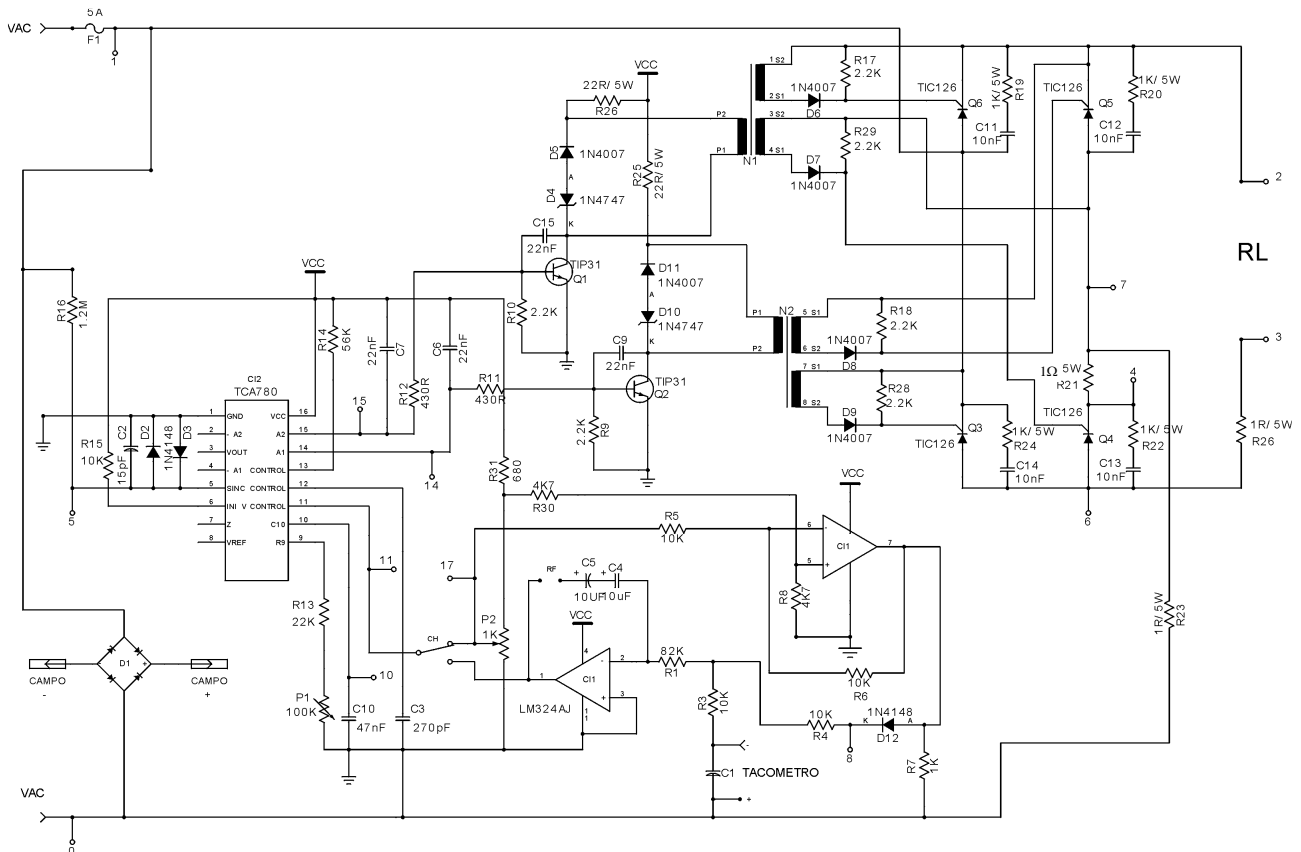 VAC
5A
F1
1
VCC
22R/ 5W
R26
D5
1N4007
A
D4
1N4747
K
R25
22R/ 5W
P2
P1
N1
1 S2
2 S1
3 S2
4 S1
R17
2.2K
1N4007
D6
R29
2.2K
D7
1N4007
TIC126
Q6
1K/ 5W
R19
C11
10nF
TIC126
Q5
1K/ 5W
R20
C12
10nF
2
RL
C15
22nF
TIP31
Q1
R10
2.2K
D11
1N4007
A
D10
1N4747
K
C9
22nF
TIP31
Q2
2.2K
R9
P1
P2
N2
5 S1
6 S2
7 S1
8 S2
R18
2.2K
1N4007
D8
R28
2.2K
D9
1N4007
7
3
1Ω 5W
R21
4
Q3
TIC126
1K/ 5W
R24
C14
10nF
TIC126
Q4
1K/ 5W
R22
C13
10nF
1R/ 5W
R26
6
VCC
R16
1.2M
R14
56K
22nF
C7
C6
22nF
R12
430R
R11
430R
CI2
TCA780
1 GND VCC 16
2 - A2 A2 15
3 VOUT A1 14
4 - A1 CONTROL 13
5 SINC CONTROL 12
6 INI V CONTROL 11
7 Z C10 10
8 VREF R9 9
15
14
R15
10K
C2
15pF
D2
1N4148
D3
5
R31
680
4K7
R30
R5
10K
VCC
6 -
5 +
CI1
7
R8
4K7
11
17
RF
+ C5
10UF
+ C4
10uF
R13
22K
P2
1K
CH
VCC
4
1
CI1
- 2
+ 3
1
1
LM324AJ
82K
R1
R3
10K
10K
R6
10K
R4
1N4148
K
A
D12
8
R7
1K
1R/ 5W
R23
D1
-
+
CAMPO
-
CAMPO
+
P1
100K
10
C10
47nF
C3
270pF
-
C1
TACOMETRO
+
VAC
0